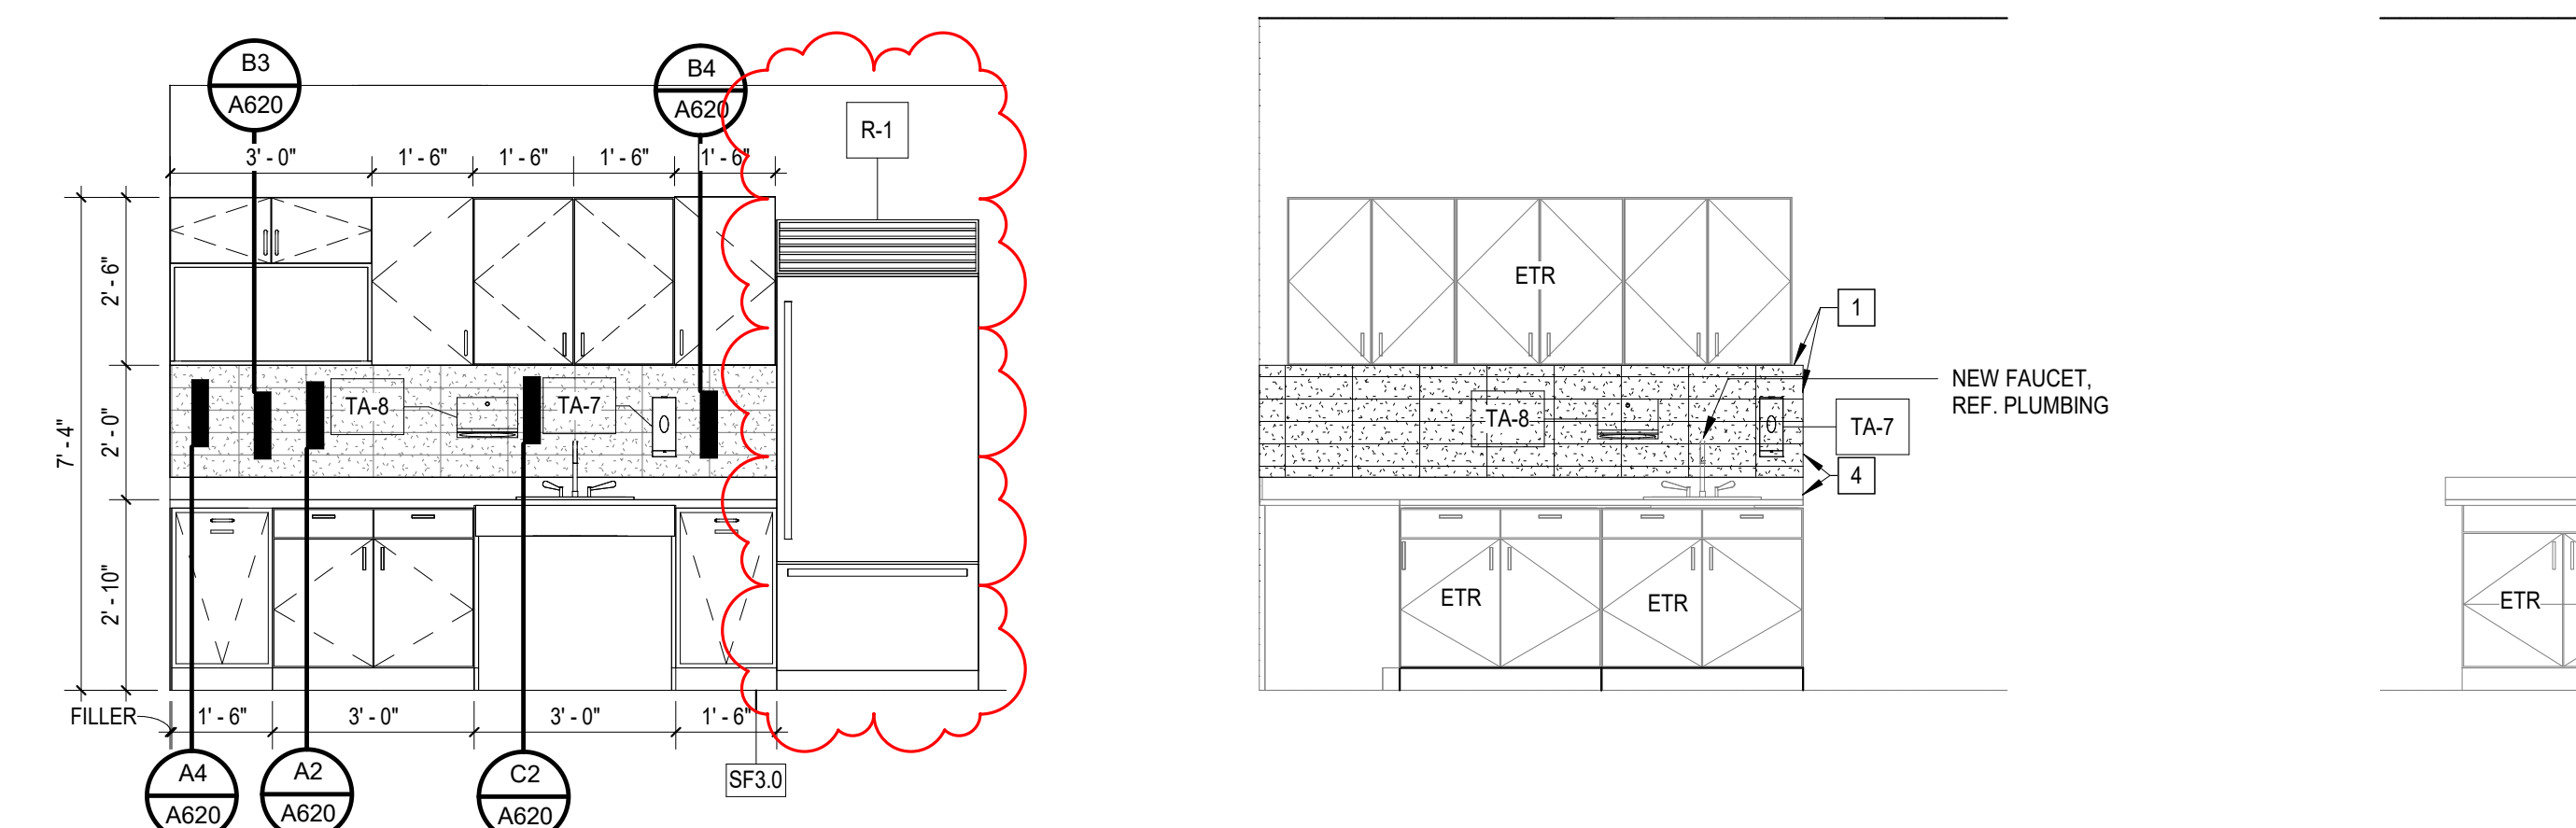 B3
A620
B4
A620
R-1
3' - 0"
1' - 6"
1' - 6"
1' - 6"
1' - 6"
2' - 6"
2' - 0"
7' - 4"
2' - 10"
TA-8
TA-7
FILLER
1' - 6"
3' - 0"
3' - 0"
1' - 6"
A4
A620
A2
A620
C2
A620
SF3.0
ETR
1
NEW FAUCET,
REF. PLUMBING
TA-8
TA-7
4
ETR
ETR
ETR